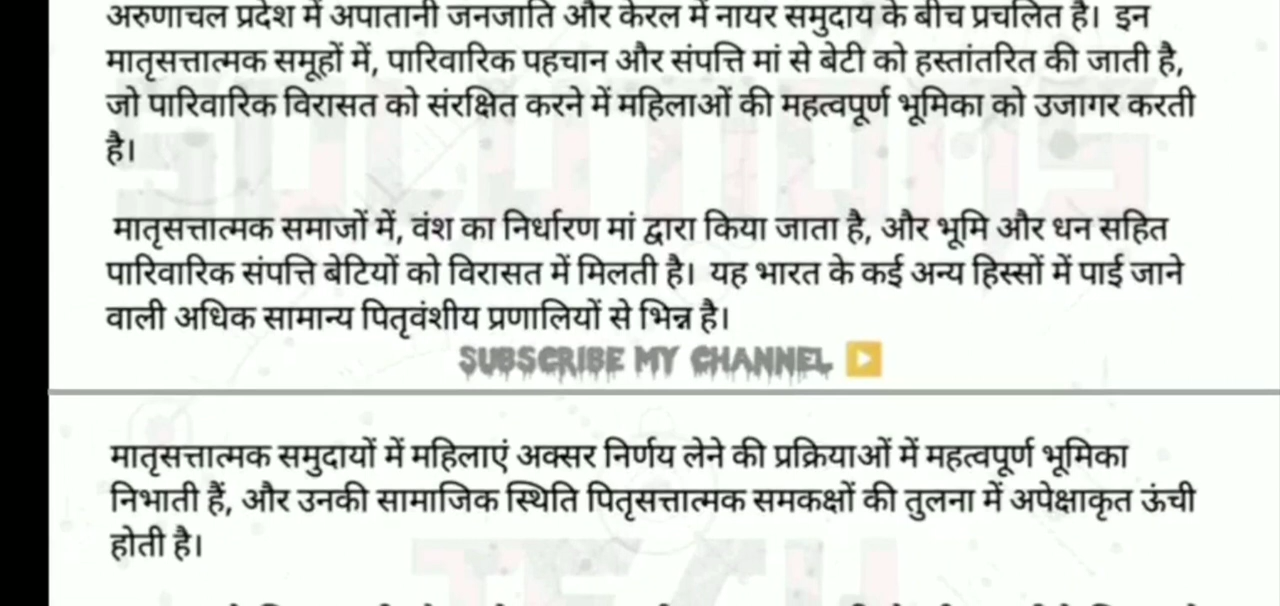 अरुणाचल प्रदेश में अपातानी जनजाति और केरल में नायर समुदाय के बीच प्रचलित है। इन
मातृसत्तात्मक समूहों में, पारिवारिक पहचान और संपत्ति मां से बेटी को हस्तांतरित की जाती है,
जो पारिवारिक विरासत को संरक्षित करने में महिलाओं की महत्वपूर्ण भूमिका को उजागर करती
है।
मातृसत्तात्मक समाजों में, वंश का निर्धारण मां द्वारा किया जाता है, और भूमि और धन सहित
पारिवारिक संपत्ति बेटियों को विरासत में मिलती है। यह भारत के कई अन्य हिस्सों में पाई जाने
वाली अधिक सामान्य पितृवंशीय प्रणालियों से भिन्न है।
SUBSCRIBE MY CHANNEL
मातृसत्तात्मक समुदायों में महिलाएं अक्सर निर्णय लेने की प्रक्रियाओं में महत्वपूर्ण भूमिका
निभाती हैं, और उनकी सामाजिक स्थिति पितृसत्तात्मक समकक्षों की तुलना में अपेक्षाकृत ऊंची
होती है।